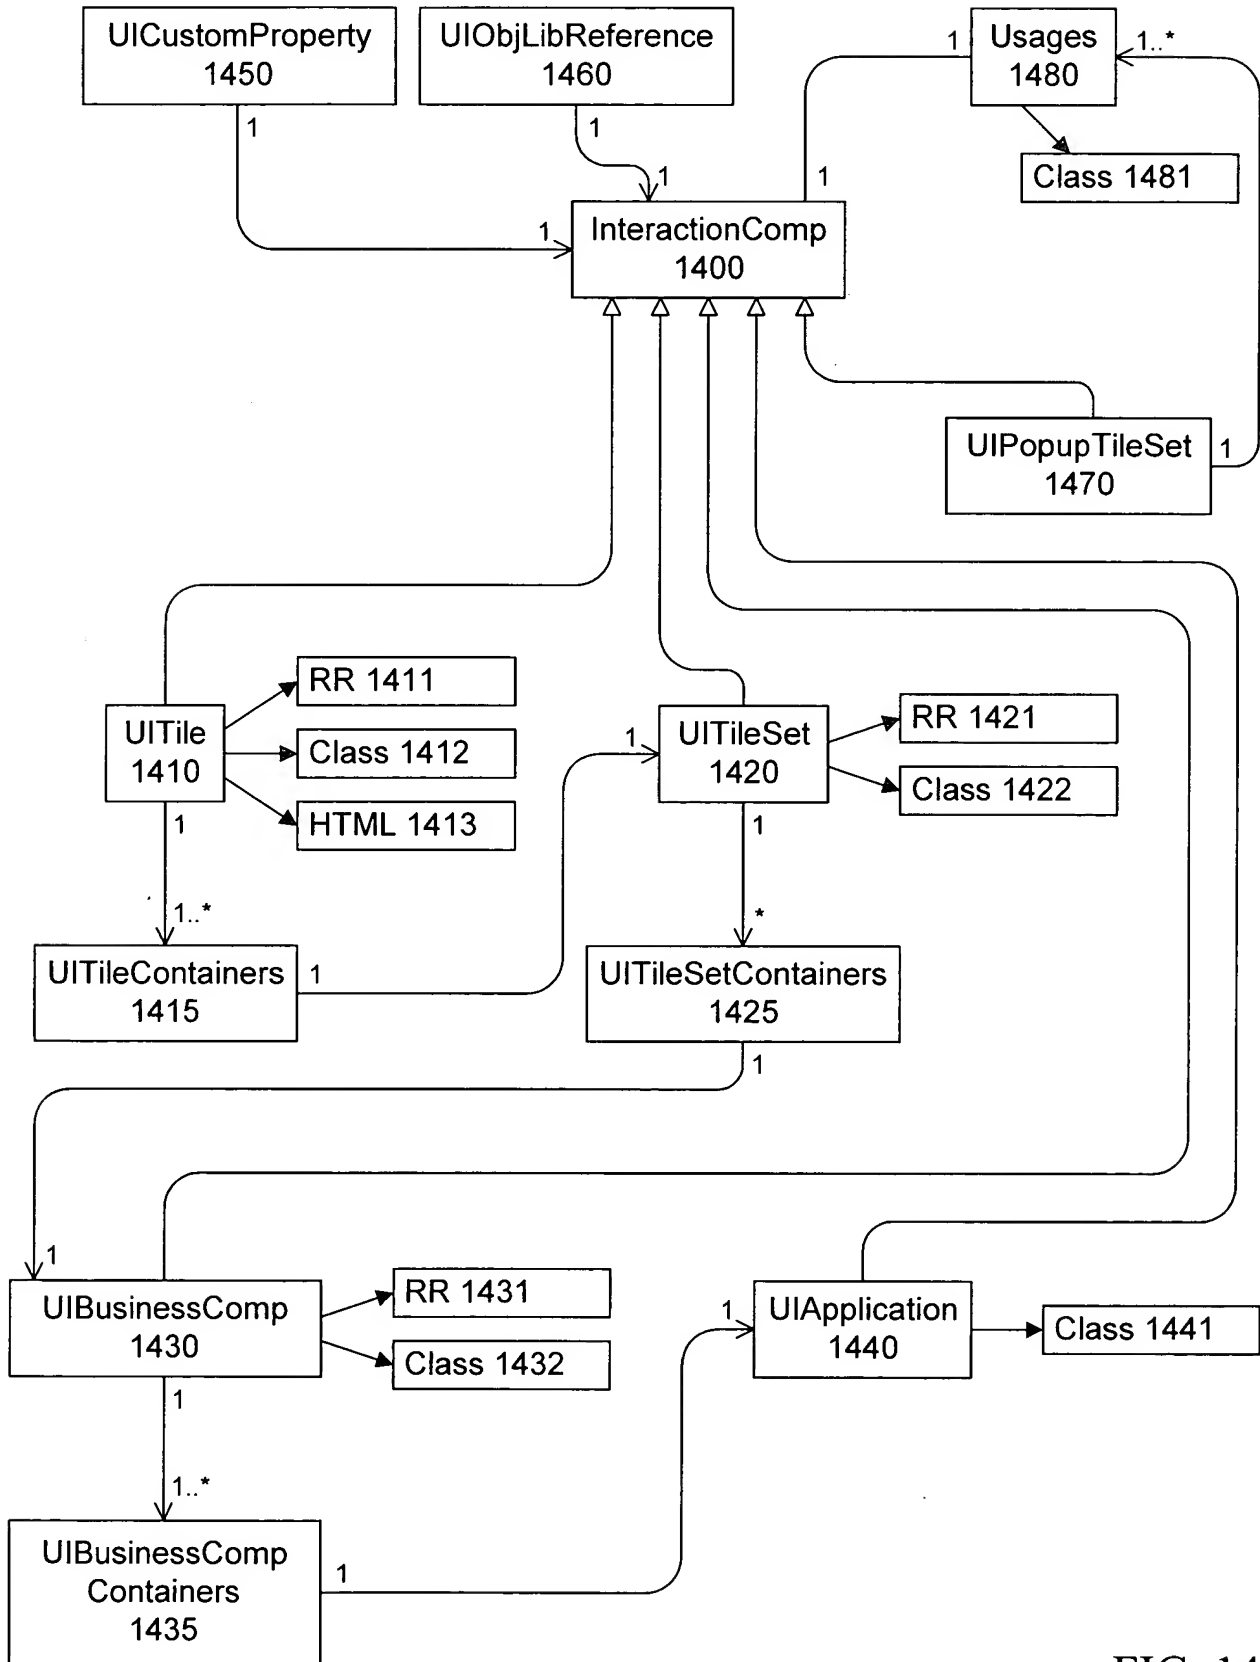 UICustomProperty
1450
UIObjLibReference
1460
Usages
1480
1
1..*
1
1
Class 1481
1
1
1
InteractionComp
1400
UIPopupTileSet
1470
1
RR 1411
UITile
1410
Class 1412
HTML 1413
1
UITileSet
1420
RR 1421
Class 1422
1
1
1..*
*
UITileContainers
1415
1
UITileSetContainers
1425
1
1
UIBusinessComp
1430
RR 1431
Class 1432
1
UIApplication
1440
Class 1441
1
1..*
UIBusinessComp
Containers
1435
1